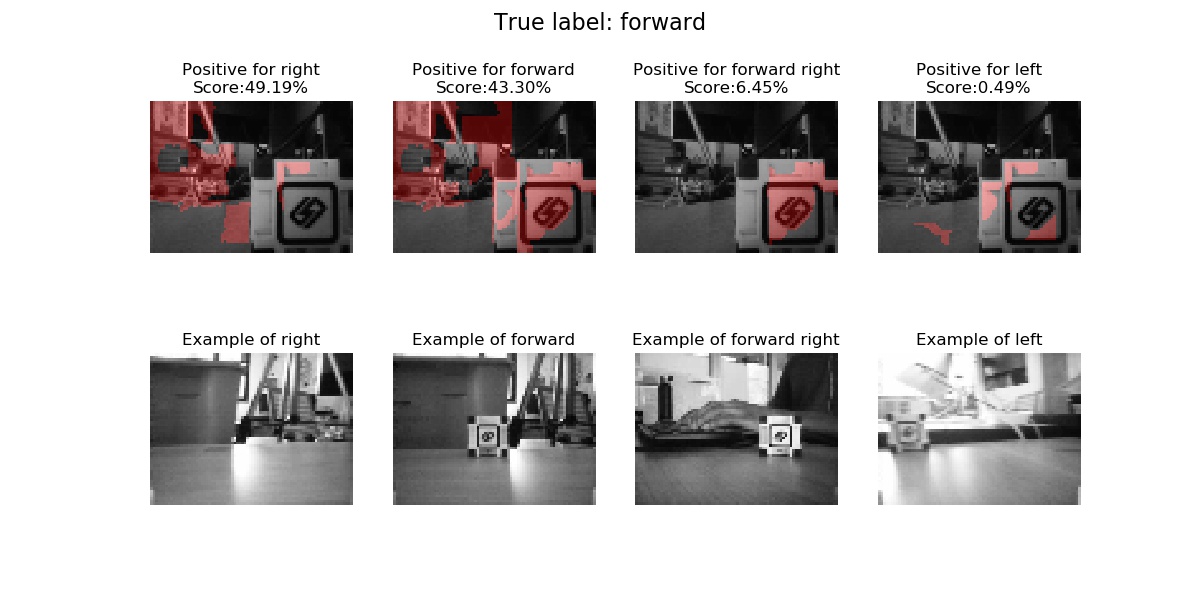 True label: forward
Positive for right
Score:49.19%
Positive for forward
Score:43.30%
Positive for forward right
Score:6.45%
Positive for left
Score:0.49%
Example of right
Example of forward
Example of forward right
Example of left